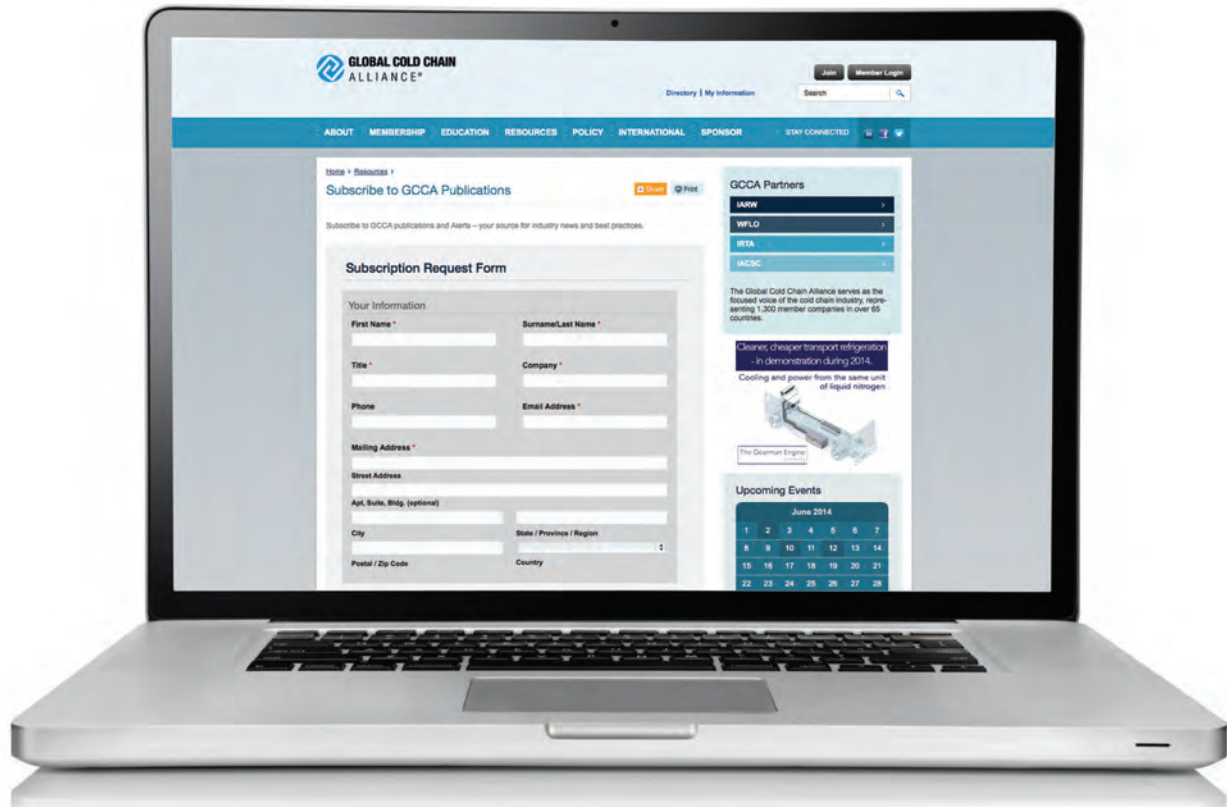 GLOBAL COLD CHAIN
ALLIANCE®
Join Member Login
Directory | My Information Search
ABOUT MEMBERSHIP EDUCATION RESOURCES POLICY INTERNATIONAL SPONSOR STAY CONNECTED
Home › Resources ›
Subscribe to GCCA Publications
Share Print
Subscribe to GCCA publications and Alerts – your source for industry news and best practices.
Subscription Request Form
Your Information
First Name * Surname/Last Name *
Title * Company *
Phone Email Address *
Mailing Address *
Street Address
Apt, Suite, Bldg. (optional)
City State / Province / Region
Postal / Zip Code Country
GCCA Partners
IARW
WFLO
IRTA
IACSC
The Global Cold Chain Alliance serves as the
focused voice of the cold chain industry, repre-
senting 1,300 member companies in over 65
countries.
Cleaner, cheaper transport refrigeration
- in demonstration during 2014.
Cooling and power from the same unit
of liquid nitrogen
The Dearman Engine
Upcoming Events
June 2014
1 2 3 4 5 6 7
8 9 10 11 12 13 14
15 16 17 18 19 20 21
22 23 24 25 26 27 28